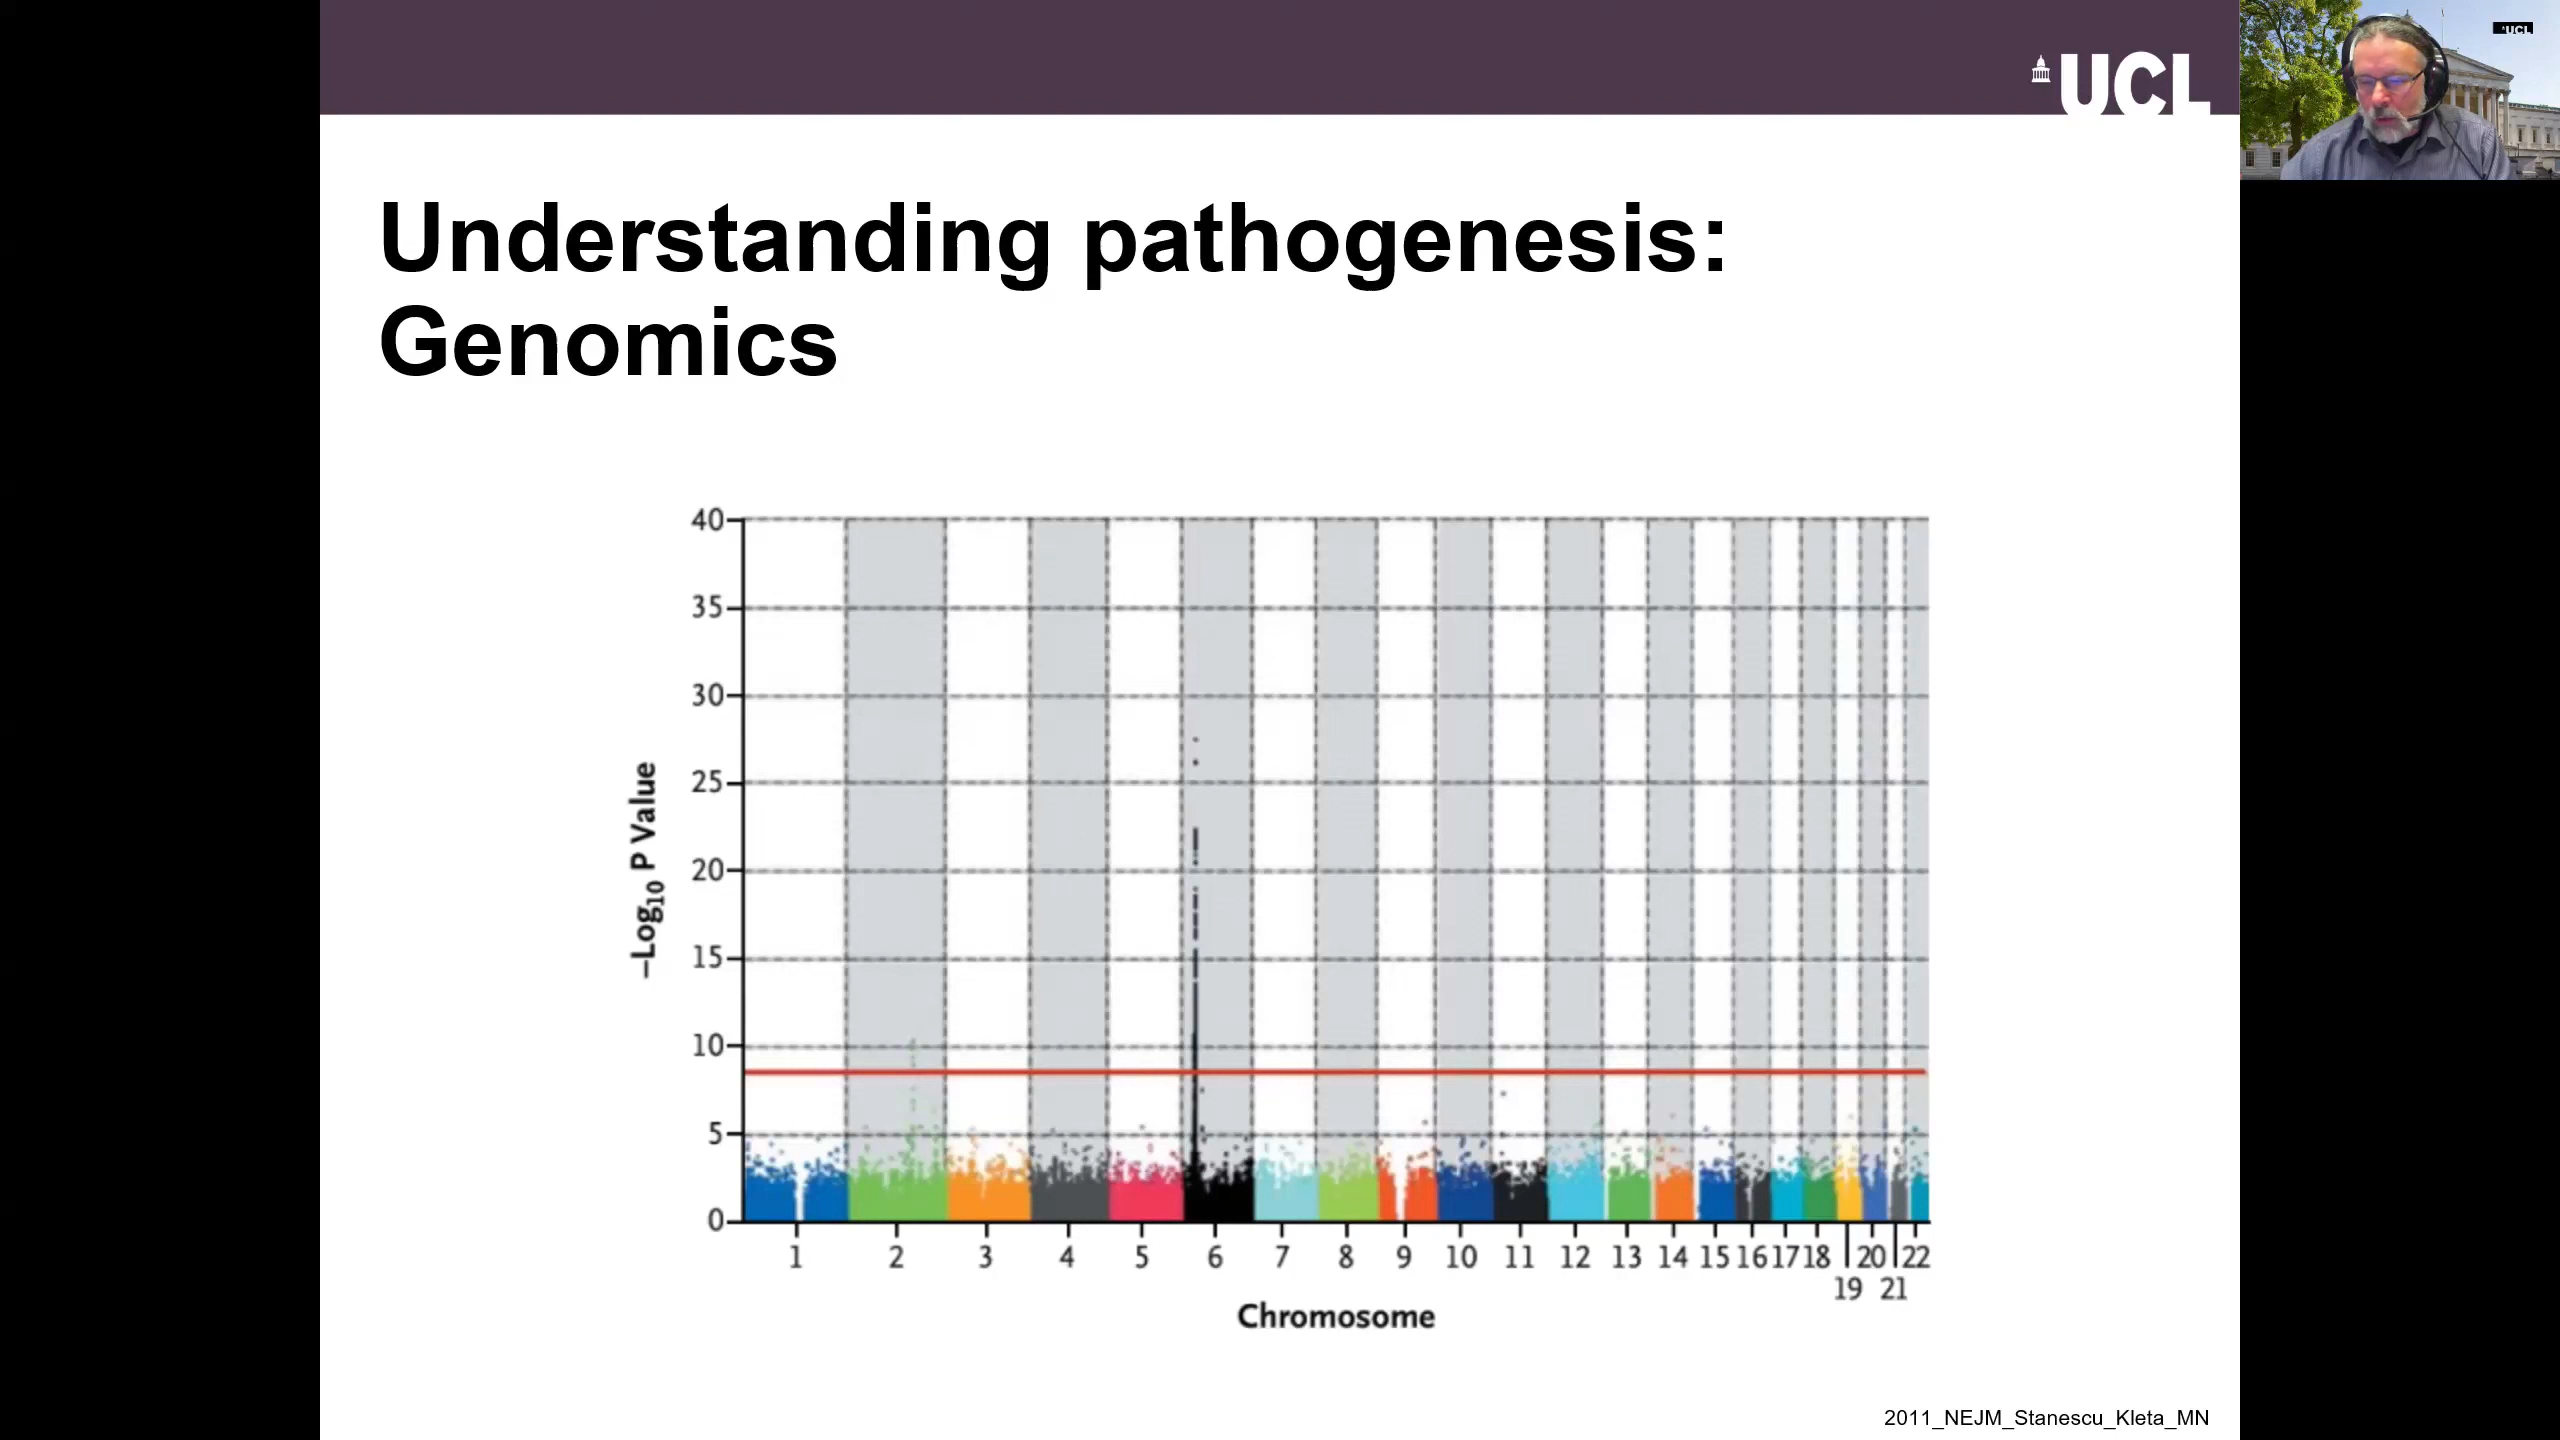 UCL
UCL
Understanding pathogenesis:
Genomics
40
35
30
25
20
15
10
5
0
–Log10 P Value
1 2 3 4 5 6 7 8 9 10 11 12 13 14 15 16 17 18 20 22
19 21
Chromosome
2011_NEJM_Stanescu_Kleta_MN